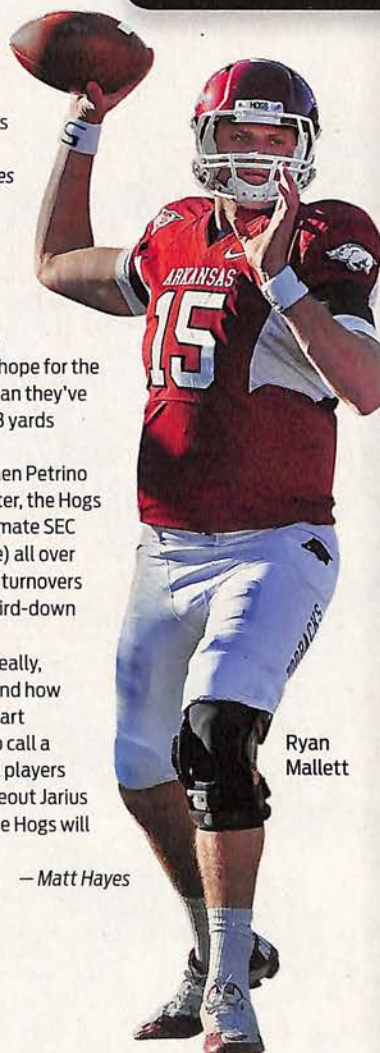 s
es
hope for the
an they've
3 yards
en Petrino
ter, the Hogs
mate SEC
e) all over
turnovers
ird-down
eally,
nd how
art
o call a
players
eout Jarius
e Hogs will
— Matt Hayes
HOGS
ARKANSAS
15
Ryan
Mallett